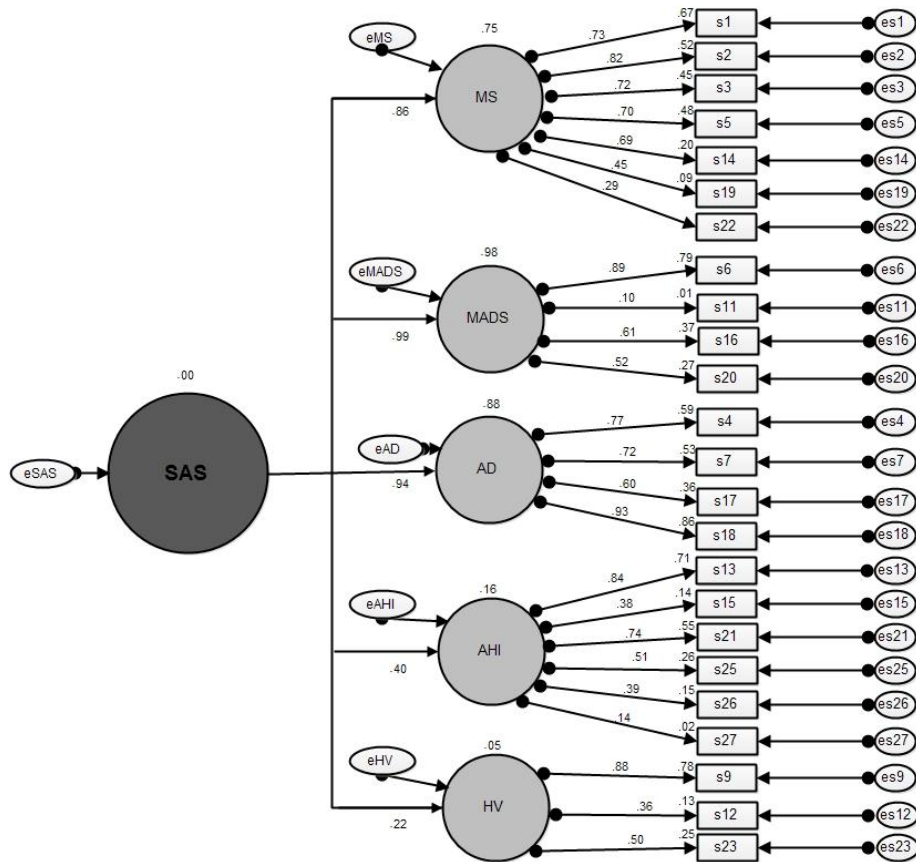 .75
.67
s1
es1
eMS
.73
.52
s2
es2
.82
.45
s3
es3
MS
.72
.86
.48
s5
es5
.70
.20
s14
es14
.69
.09
s19
es19
.45
.29
s22
es22
.98
.79
s6
es6
eMADS
.89
.01
s11
es11
.10
MADS
.37
s16
es16
.99
.61
.27
s20
es20
.52
.00
.88
.59
s4
es4
eAD
.77
.53
s7
es7
.72
eSAS
SAS
.94
AD
.36
s17
es17
.60
.86
s18
es18
.93
.71
s13
es13
.16
.84
.14
s15
es15
eAHI
.38
.55
s21
es21
.74
AHI
.40
.26
s25
es25
.51
.15
s26
es26
.39
.02
s27
es27
.14
.05
eHV
.78
s9
es9
.88
HV
.13
s12
es12
.36
.22
.25
s23
es23
.50